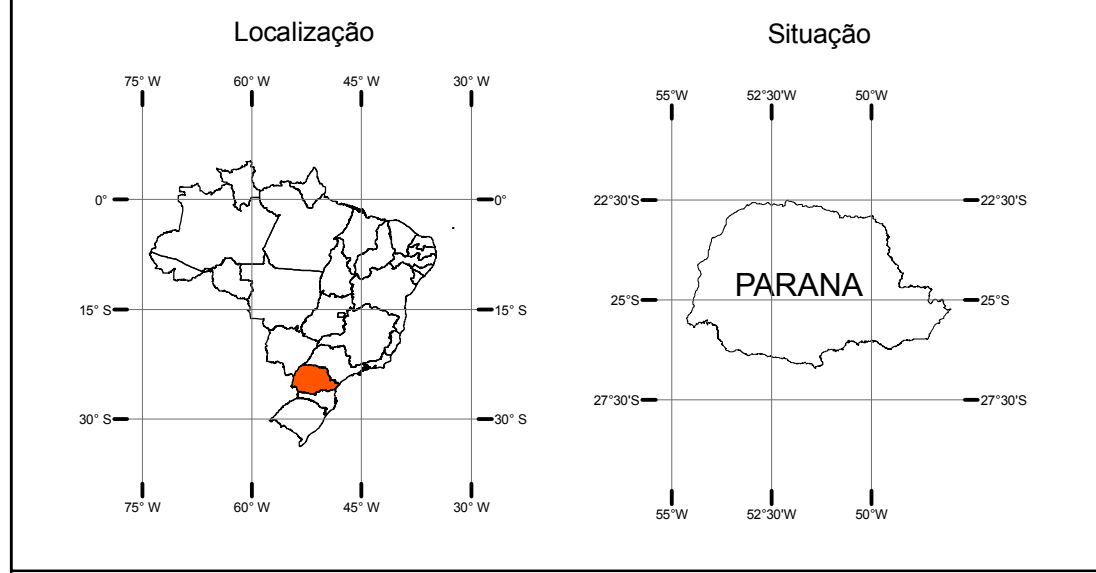 Localização
75° W 60° W 45° W 30° W
0° 0°
15° S 15° S
30° S 30° S
75° W 60° W 45° W 30° W
Situação
55°W 52°30'W 50°W
22°30'S 22°30'S
PARANA
25°S 25°S
27°30'S 27°30'S
55°W 52°30'W 50°W